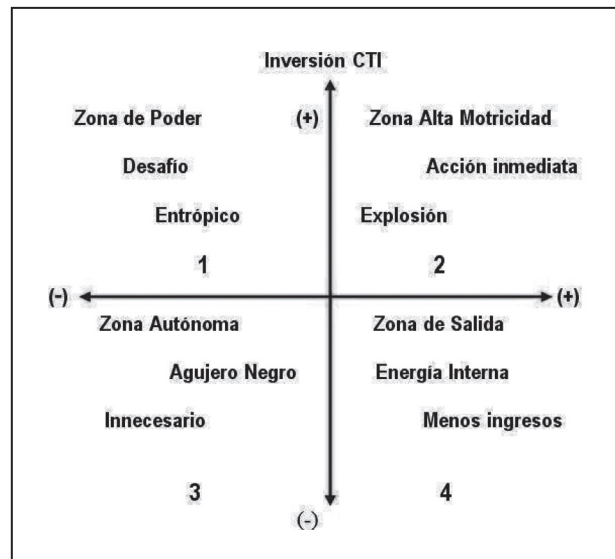 Inversión CTI
Zona de Poder (+) Zona Alta Motricidad
Desafío Acción inmediata
Entrópico Explosión
1 2
(-) (+)
Zona Autónoma Zona de Salida
Agujero Negro Energía Interna
Innecesario Menos ingresos
3 4
(-)